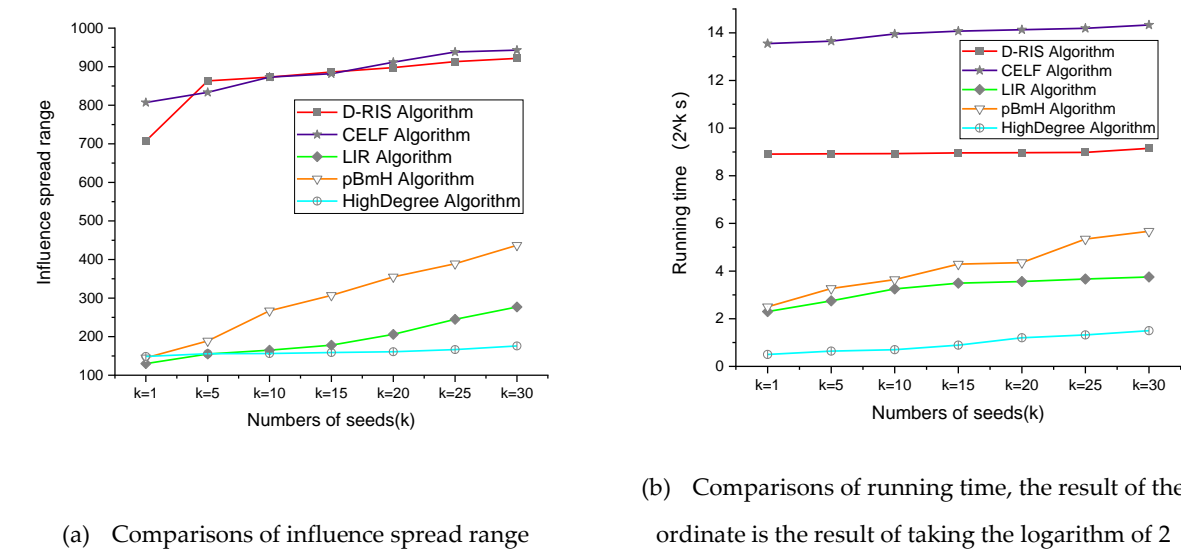 1000
900
800
700
600
500
400
300
200
100
Influence spread range
D-RIS Algorithm
CELF Algorithm
LIR Algorithm
pBmH Algorithm
HighDegree Algorithm
k=1 k=5 k=10 k=15 k=20 k=25 k=30
Numbers of seeds(k)
(a) Comparisons of influence spread range
14
12
10
8
6
4
2
0
Running time (2^k s)
D-RIS Algorithm
CELF Algorithm
LIR Algorithm
pBmH Algorithm
HighDegree Algorithm
k=1 k=5 k=10 k=15 k=20 k=25 k=30
Numbers of seeds(k)
(b) Comparisons of running time, the result of the
ordinate is the result of taking the logarithm of 2